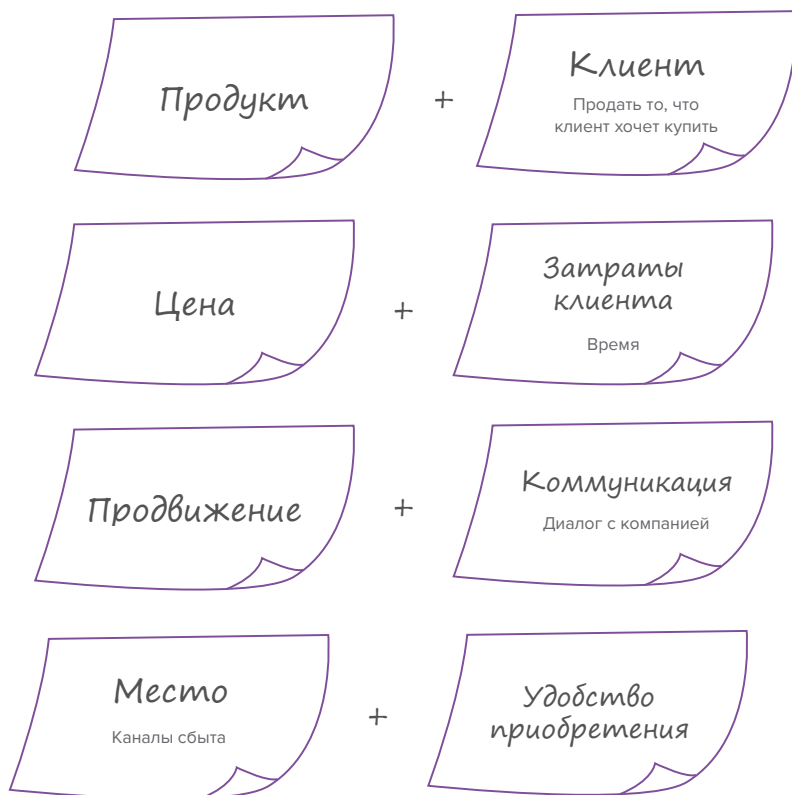 Продукт
+
Клиент
Продать то, что
клиент хочет купить
Цена
+
Затраты
клиента
Время
Продвижение
+
Коммуникация
Диалог с компанией
Место
Каналы сбыта
+
Удобство
приобретения